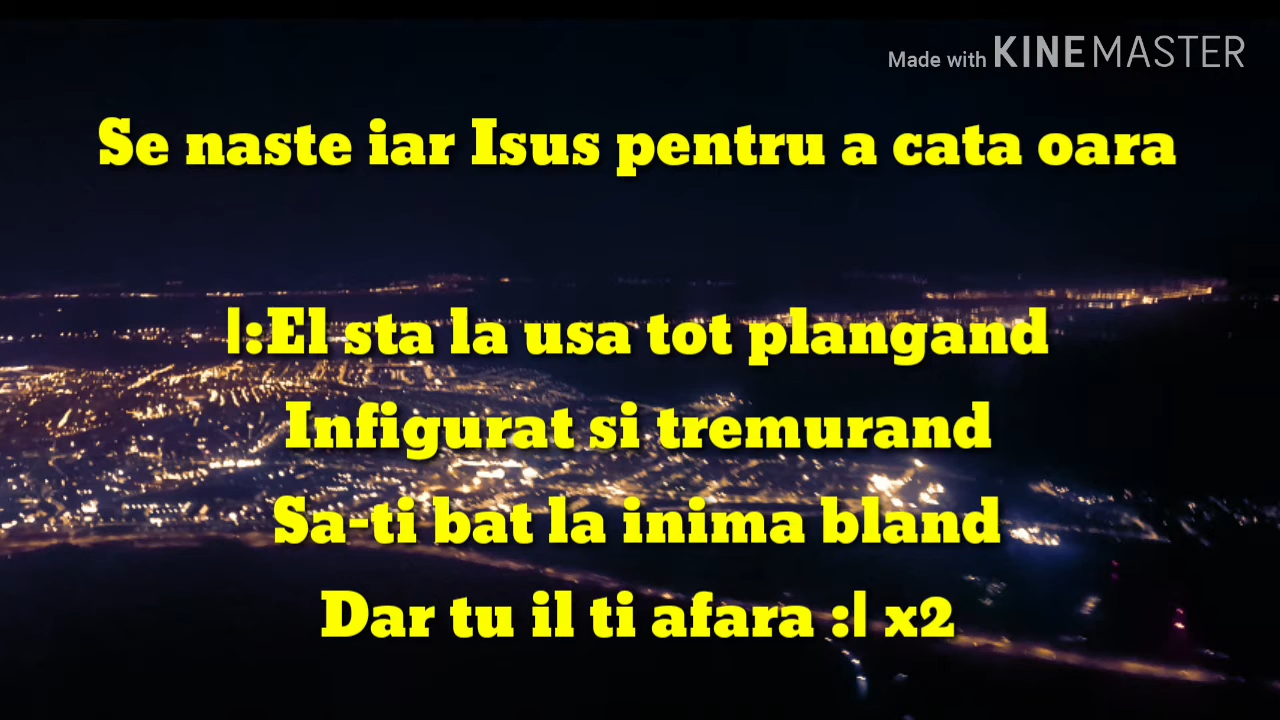 Made with KINEMASTER
Se naste iar Isus pentru a cata oara
|:El sta la usa tot plangand
Infigurat si tremurand
Sa-ti bat la inima bland
Dar tu il ti afara :| x2